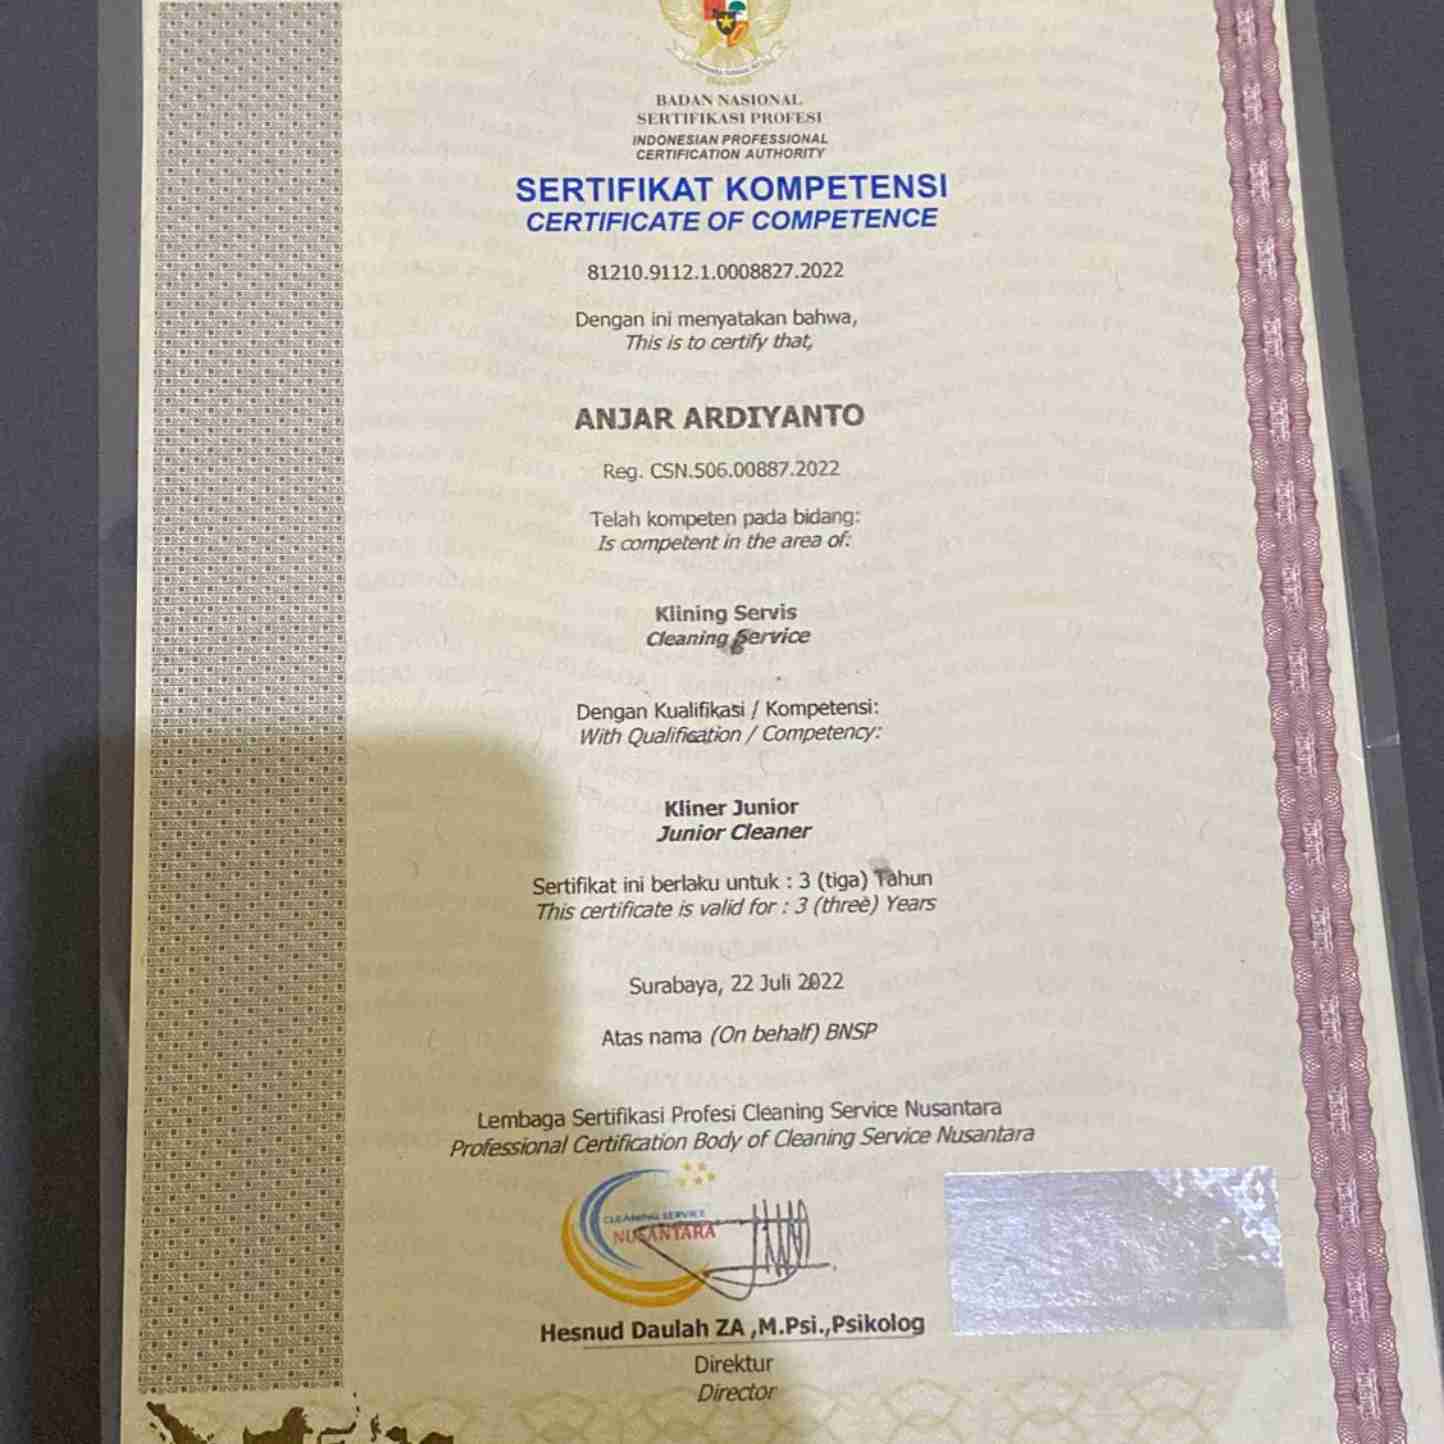 BADAN NASIONAL
SERTIFIKASI PROFESI
INDONESIAN PROFESSIONAL
CERTIFICATION AUTHORITY
SERTIFIKAT KOMPETENSI
CERTIFICATE OF COMPETENCE
81210.9112.1.0008827.2022
Dengan ini menyatakan bahwa,
This is to certify that,
ANJAR ARDIYANTO
Reg. CSN.506.00887.2022
Telah kompeten pada bidang:
Is competent in the area of:
Klining Servis
Cleaning Service
Dengan Kualifikasi / Kompetensi:
With Qualification / Competency:
Kliner Junior
Junior Cleaner
Sertifikat ini berlaku untuk : 3 (tiga) Tahun
This certificate is valid for : 3 (three) Years
Surabaya, 22 Juli 2022
Atas nama (On behalf) BNSP
Lembaga Sertifikasi Profesi Cleaning Service Nusantara
Professional Certification Body of Cleaning Service Nusantara
CLEANING SERVICE
NUSANTARA
Hesnud Daulah ZA ,M.Psi.,Psikolog
Direktur
Director